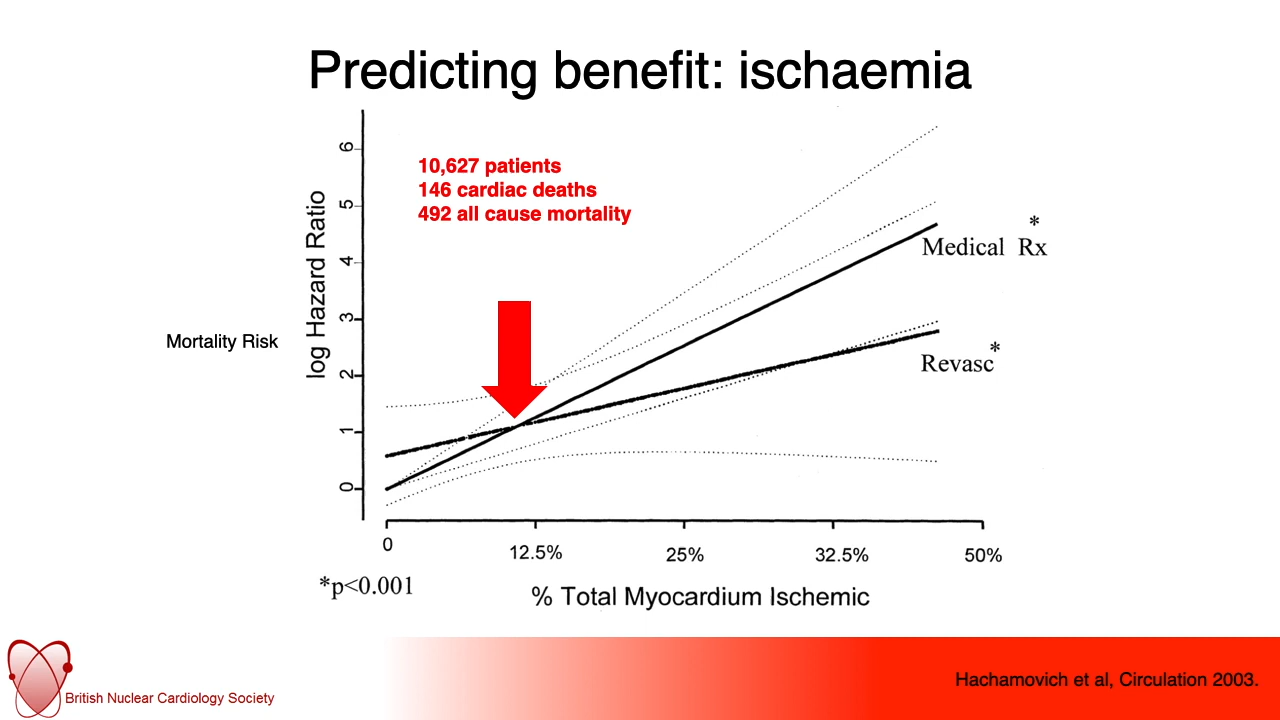 Predicting benefit: ischaemia
10,627 patients
146 cardiac deaths
492 all cause mortality
6
5
4
3
2
1
0
log Hazard Ratio
Mortality Risk
*
Medical Rx
*
Revasc
0
12.5%
25%
32.5%
50%
*p<0.001
% Total Myocardium Ischemic
British Nuclear Cardiology Society
Hachamovich et al, Circulation 2003.